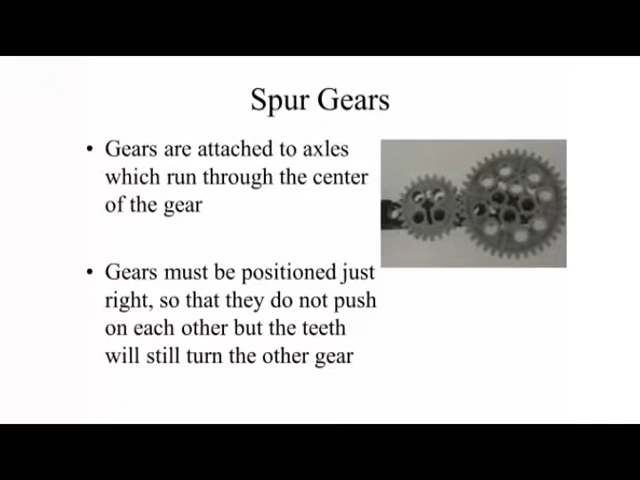 Spur Gears
• Gears are attached to axles
which run through the center
of the gear
• Gears must be positioned just
right, so that they do not push
on each other but the teeth
will still turn the other gear